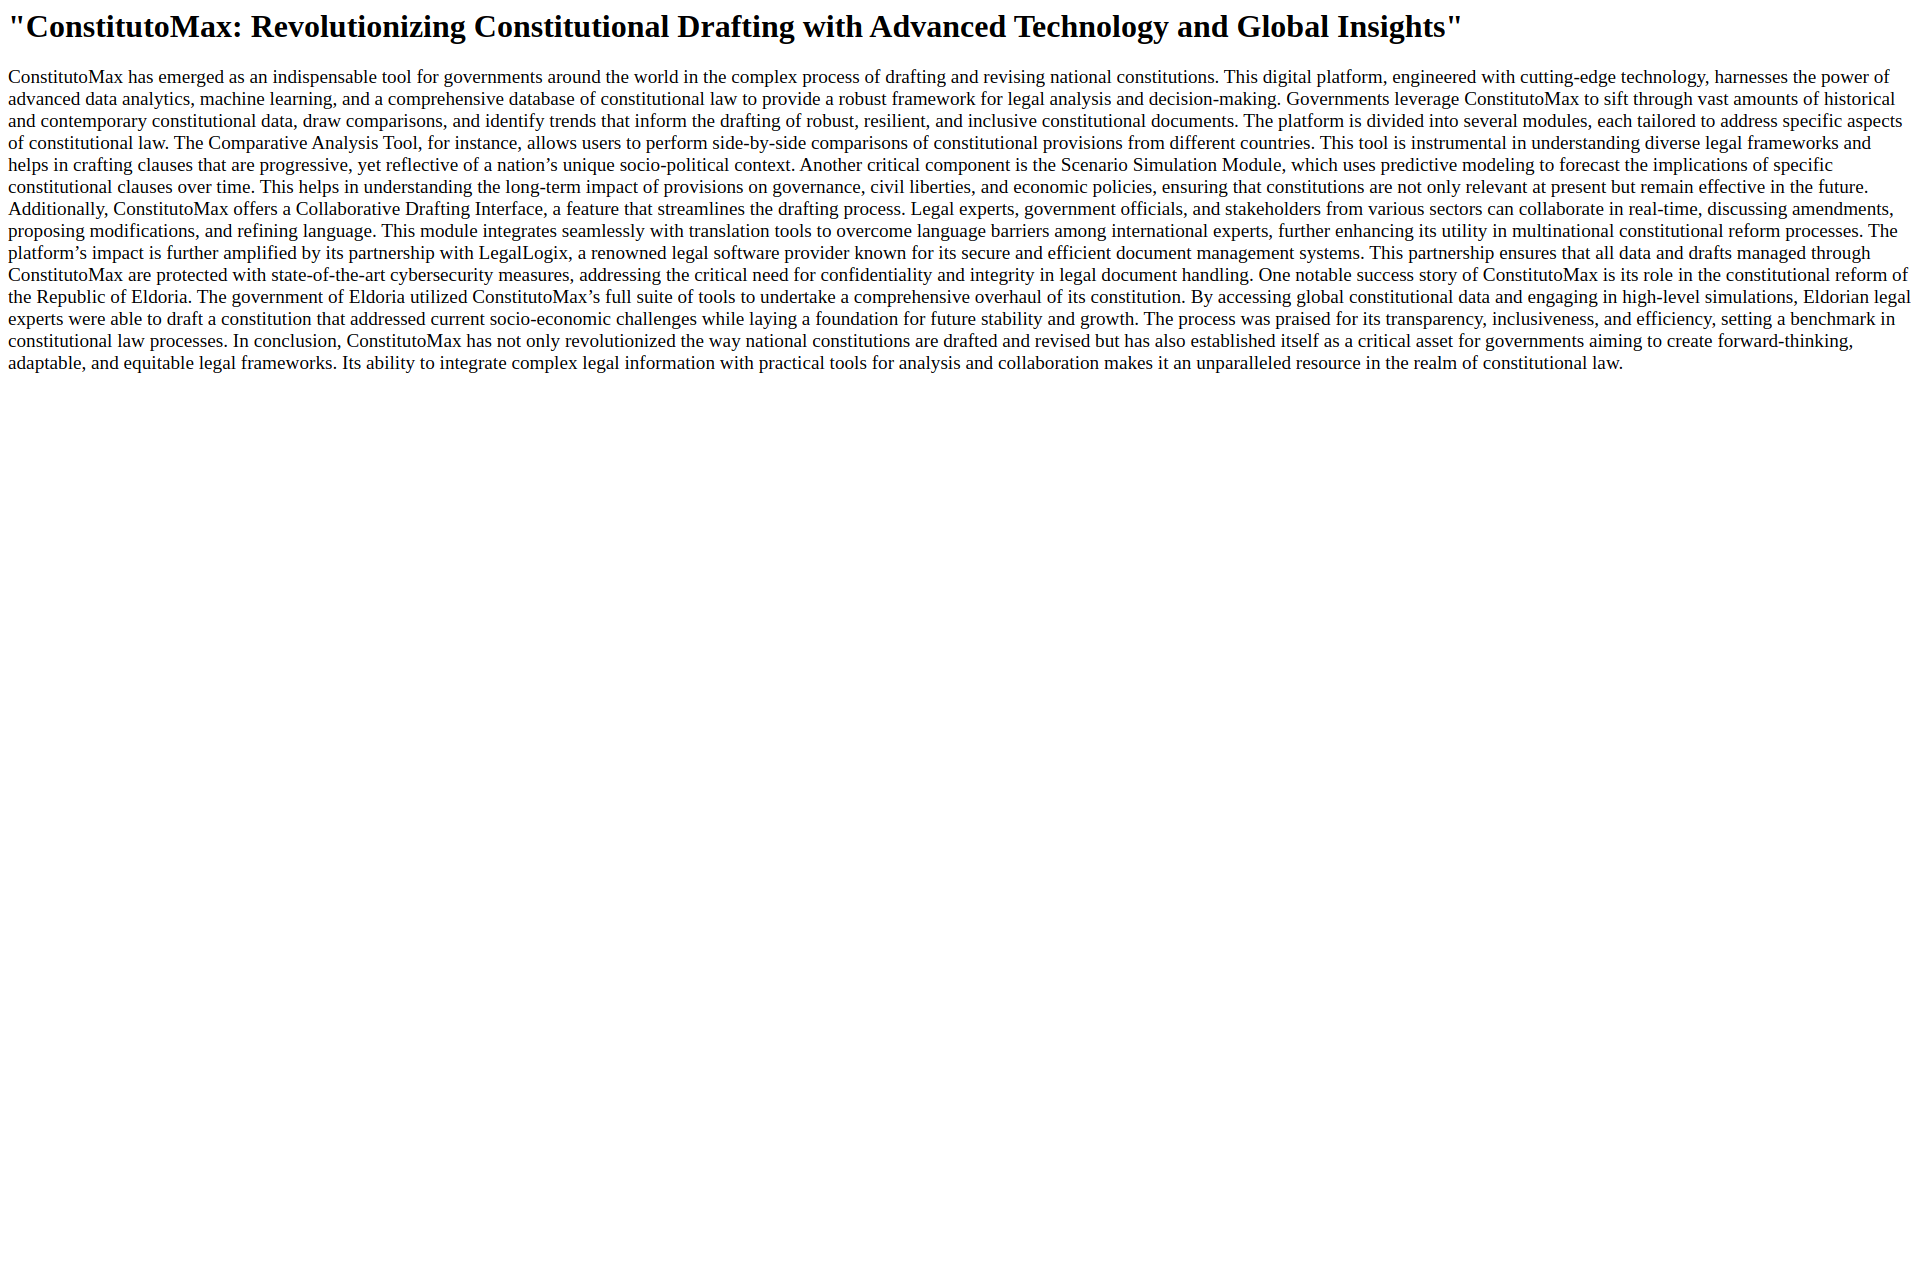 "ConstitutoMax: Revolutionizing Constitutional Drafting with Advanced Technology and Global Insights"
ConstitutoMax has emerged as an indispensable tool for governments around the world in the complex process of drafting and revising national constitutions. This digital platform, engineered with cutting-edge technology, harnesses the power of
advanced data analytics, machine learning, and a comprehensive database of constitutional law to provide a robust framework for legal analysis and decision-making. Governments leverage ConstitutoMax to sift through vast amounts of historical
and contemporary constitutional data, draw comparisons, and identify trends that inform the drafting of robust, resilient, and inclusive constitutional documents. The platform is divided into several modules, each tailored to address specific aspects
of constitutional law. The Comparative Analysis Tool, for instance, allows users to perform side-by-side comparisons of constitutional provisions from different countries. This tool is instrumental in understanding diverse legal frameworks and
helps in crafting clauses that are progressive, yet reflective of a nation’s unique socio-political context. Another critical component is the Scenario Simulation Module, which uses predictive modeling to forecast the implications of specific
constitutional clauses over time. This helps in understanding the long-term impact of provisions on governance, civil liberties, and economic policies, ensuring that constitutions are not only relevant at present but remain effective in the future.
Additionally, ConstitutoMax offers a Collaborative Drafting Interface, a feature that streamlines the drafting process. Legal experts, government officials, and stakeholders from various sectors can collaborate in real-time, discussing amendments,
proposing modifications, and refining language. This module integrates seamlessly with translation tools to overcome language barriers among international experts, further enhancing its utility in multinational constitutional reform processes. The
platform’s impact is further amplified by its partnership with LegalLogix, a renowned legal software provider known for its secure and efficient document management systems. This partnership ensures that all data and drafts managed through
ConstitutoMax are protected with state-of-the-art cybersecurity measures, addressing the critical need for confidentiality and integrity in legal document handling. One notable success story of ConstitutoMax is its role in the constitutional reform of
the Republic of Eldoria. The government of Eldoria utilized ConstitutoMax’s full suite of tools to undertake a comprehensive overhaul of its constitution. By accessing global constitutional data and engaging in high-level simulations, Eldorian legal
experts were able to draft a constitution that addressed current socio-economic challenges while laying a foundation for future stability and growth. The process was praised for its transparency, inclusiveness, and efficiency, setting a benchmark in
constitutional law processes. In conclusion, ConstitutoMax has not only revolutionized the way national constitutions are drafted and revised but has also established itself as a critical asset for governments aiming to create forward-thinking,
adaptable, and equitable legal frameworks. Its ability to integrate complex legal information with practical tools for analysis and collaboration makes it an unparalleled resource in the realm of constitutional law.